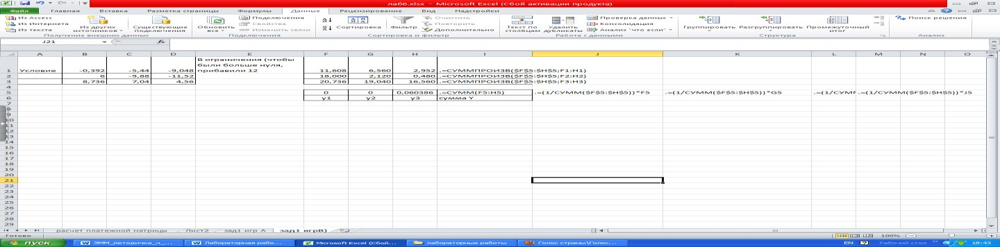 лаб6.xlsx - Microsoft Excel (Сбой активации продукта)
Файл Главная Вставка Разметка страницы Формулы Данные Рецензирование Вид Надстройки
Из Access Из Интернета Из текста Из других источников Существующие подключения Обновить все Подключения Свойства Изменить связи Сортировка Фильтр Очистить Повторить Дополнительно Текст по столбцам Удалить дубликаты Проверка данных Консолидация Анализ "что если" Группировать Разгруппировать Промежуточный итог Поиск решения
Получение внешних данных Подключения Сортировка и фильтр Работа с данными Структура Анализ
J21 fx
A B C D E F G H I J K L M N O
В ограничения (чтобы были больше нуля, прибавили 12
1 Условие -0,392 -5,44 -9,048 11,608 6,560 2,952 .=СУММПРОИЗВ($F$5:$H$5;F1:H1)
2 6 -9,88 -11,52 18,000 2,120 0,480 .=СУММПРОИЗВ($F$5:$H$5;F2:H2)
3 8,736 7,04 4,56 20,736 19,040 16,560 .=СУММПРОИЗВ($F$5:$H$5;F3:H3)
4
5 0 0 0,060386 .=СУММ(F5:H5) .=(1/СУММ($F$5:$H$5))*F5 .=(1/СУММ($F$5:$H$5))*G5 .=(1/СУММ .=(1/СУММ($F$5:$H$5))*J5
6 y1 y2 y3 сумма Y
7
8
9
10
11
12
13
14
15
16
17
18
19
20
21
22
23
24
25
26
27
28
29
расчет платежной матрицы Лист2 зад1 игр А зад1 игрВ)
Готово 100%
пуск ЭММ_методичка_ч_... Лабораторная рабо... Microsoft Excel (Сбой... лабораторные работы Голос страны\Голос... EN Рабочий стол 18:43